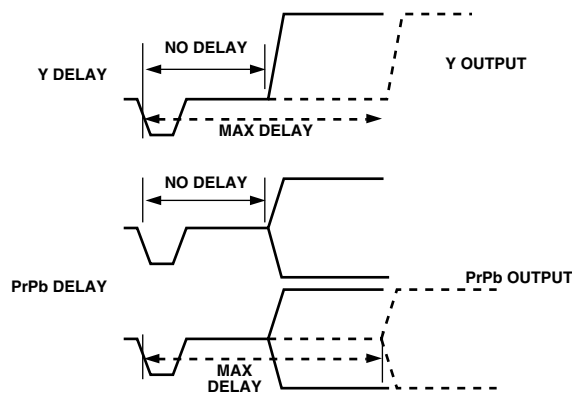 NO DELAY
Y DELAY
Y OUTPUT
MAX DELAY
NO DELAY
PrPb DELAY
PrPb OUTPUT
MAX
DELAY